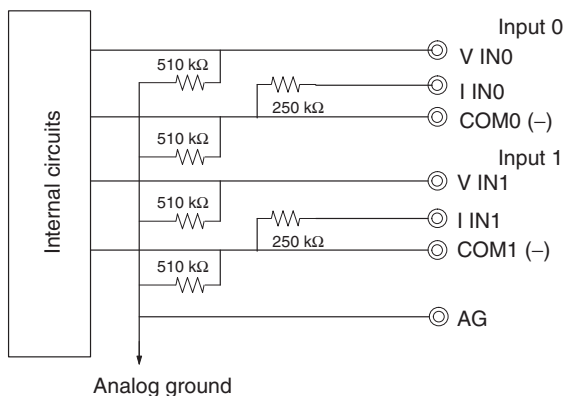 Input 0
V IN0
510 kΩ
I IN0
250 kΩ
COM0 (–)
510 kΩ
Input 1
V IN1
510 kΩ
I IN1
250 kΩ
COM1 (–)
510 kΩ
AG
Internal circuits
Analog ground